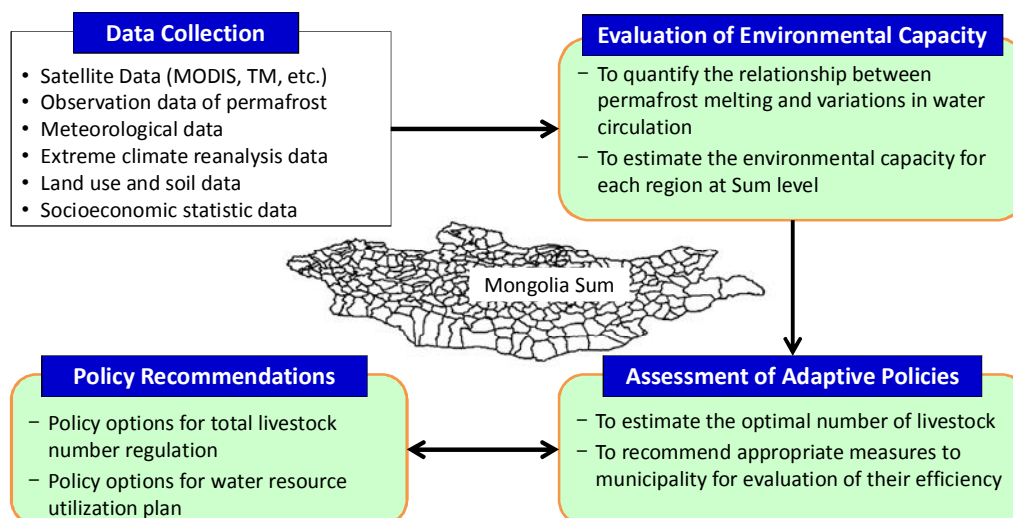 Data Collection
• Satellite Data (MODIS, TM, etc.)
• Observation data of permafrost
• Meteorological data
• Extreme climate reanalysis data
• Land use and soil data
• Socioeconomic statistic data
Evaluation of Environmental Capacity
− To quantify the relationship between
permafrost melting and variations in water
circulation
− To estimate the environmental capacity for
each region at Sum level
Mongolia Sum
Policy Recommendations
− Policy options for total livestock
number regulation
− Policy options for water resource
utilization plan
Assessment of Adaptive Policies
− To estimate the optimal number of livestock
− To recommend appropriate measures to
municipality for evaluation of their efficiency